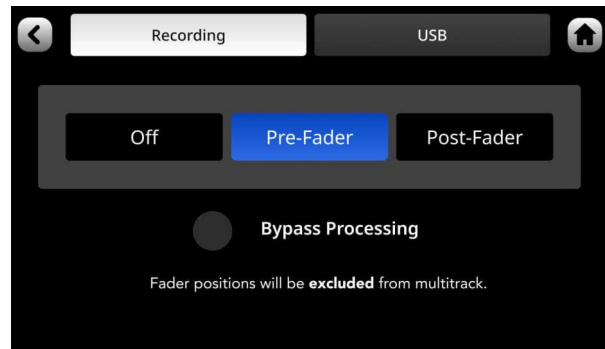 Recording
USB
Off
Pre-Fader
Post-Fader
Bypass Processing
Fader positions will be excluded from multitrack.